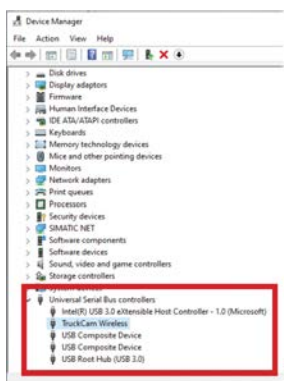 Device Manager
File Action View Help
Disk drives
Display adaptors
Firmware
Human Interface Devices
IDE ATA/ATAPI controllers
Keyboards
Memory technology devices
Mice and other pointing devices
Monitors
Network adapters
Print queues
Processors
Security devices
SIMATIC NET
Software components
Software devices
Sound, video and game controllers
Storage controllers
System devices
Universal Serial Bus controllers
Intel(R) USB 3.0 eXtensible Host Controller - 1.0 (Microsoft)
TruckCam Wireless
USB Composite Device
USB Composite Device
USB Root Hub (USB 3.0)